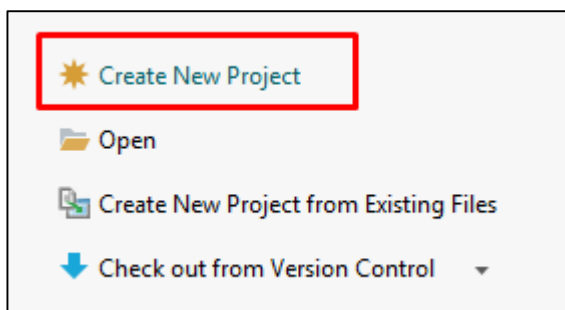 Create New Project
Open
Create New Project from Existing Files
Check out from Version Control